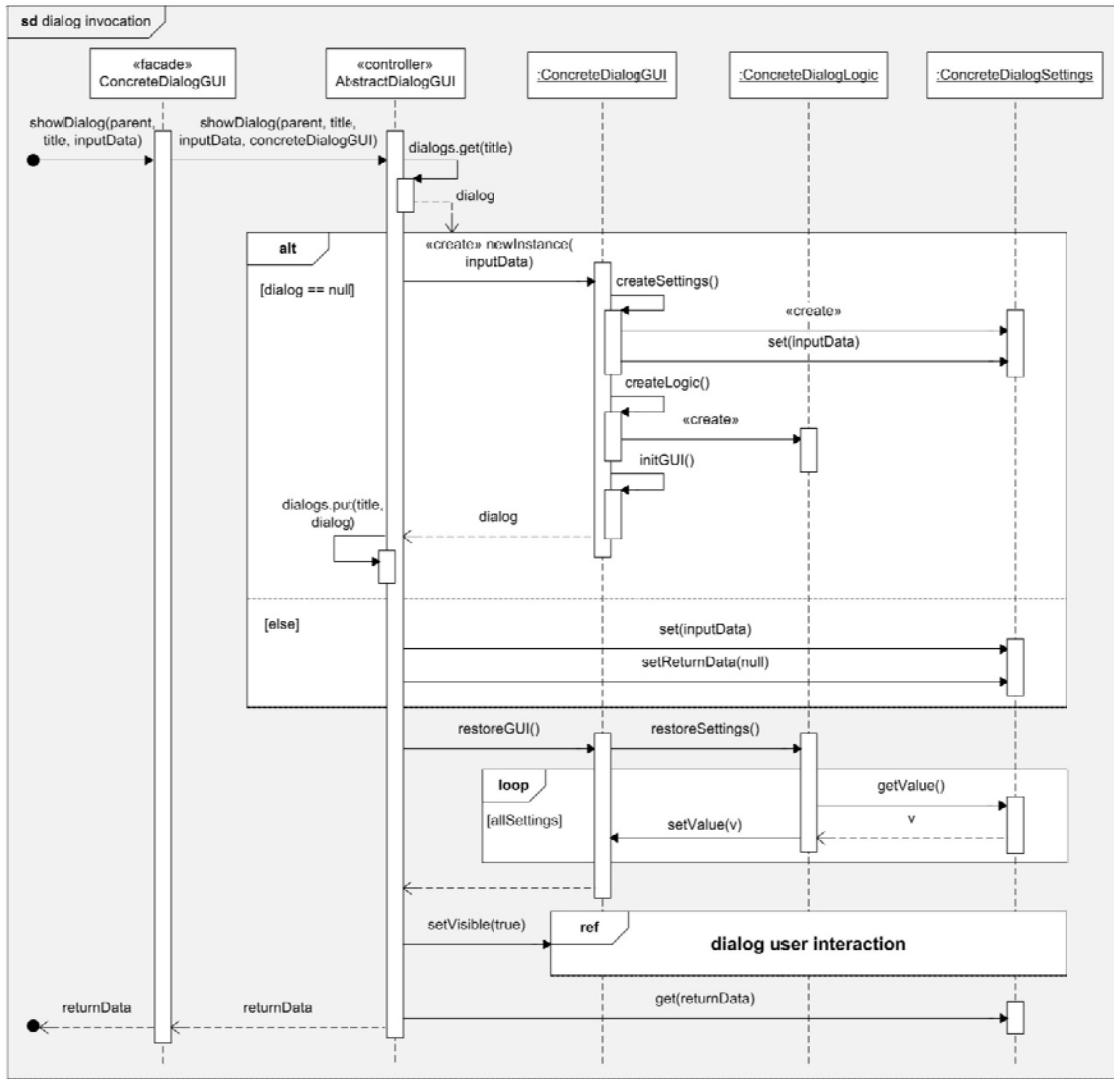 sd dialog invocation
«facade»
ConcreteDialogGUI
«controller»
AbstractDialogGUI
:ConcreteDialogGUI
:ConcreteDialogLogic
:ConcreteDialogSettings
showDialog(parent,
title, inputData)
showDialog(parent, title,
inputData, concreteDialogGUI)
dialogs.get(title)
dialog
alt
«create» newInstance(
inputData)
[dialog == null]
createSettings()
«create»
set(inputData)
createLogic()
«create»
initGUI()
dialogs.put(title,
dialog)
dialog
[else]
set(inputData)
setReturnData(null)
restoreGUI()
restoreSettings()
loop
[allSettings]
getValue()
v
setValue(v)
setVisible(true)
ref
dialog user interaction
get(returnData)
returnData
returnData